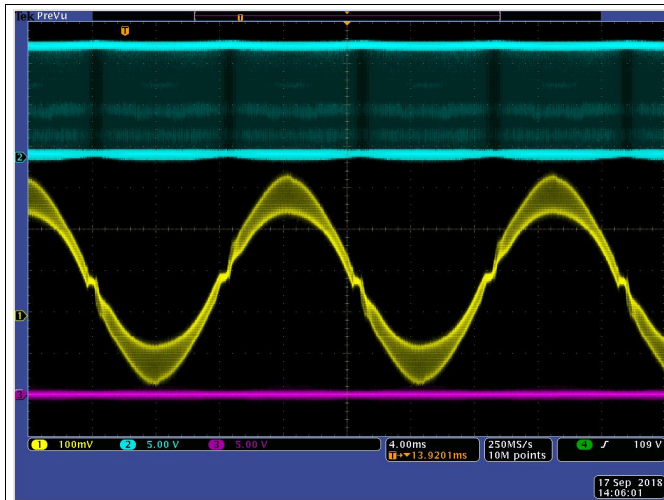 Tek PreVu
T
T
2
1
3
1 100mV 2 5.00 V 3 5.00 V
4.00ms
T→▼13.9201ms
250MS/s
10M points
4 ∫ 109 V
17 Sep 2018
14:06:01